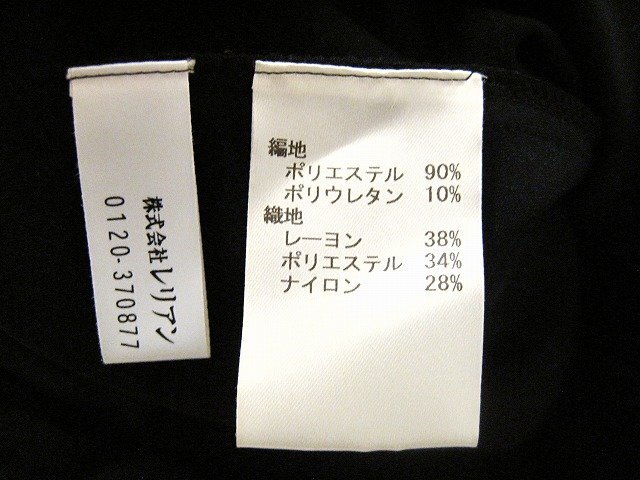 株式会社レリアン
0120-370877
編地
ポリエステル 90%
ポリウレタン 10%
織地
レーヨン 38%
ポリエステル 34%
ナイロン 28%